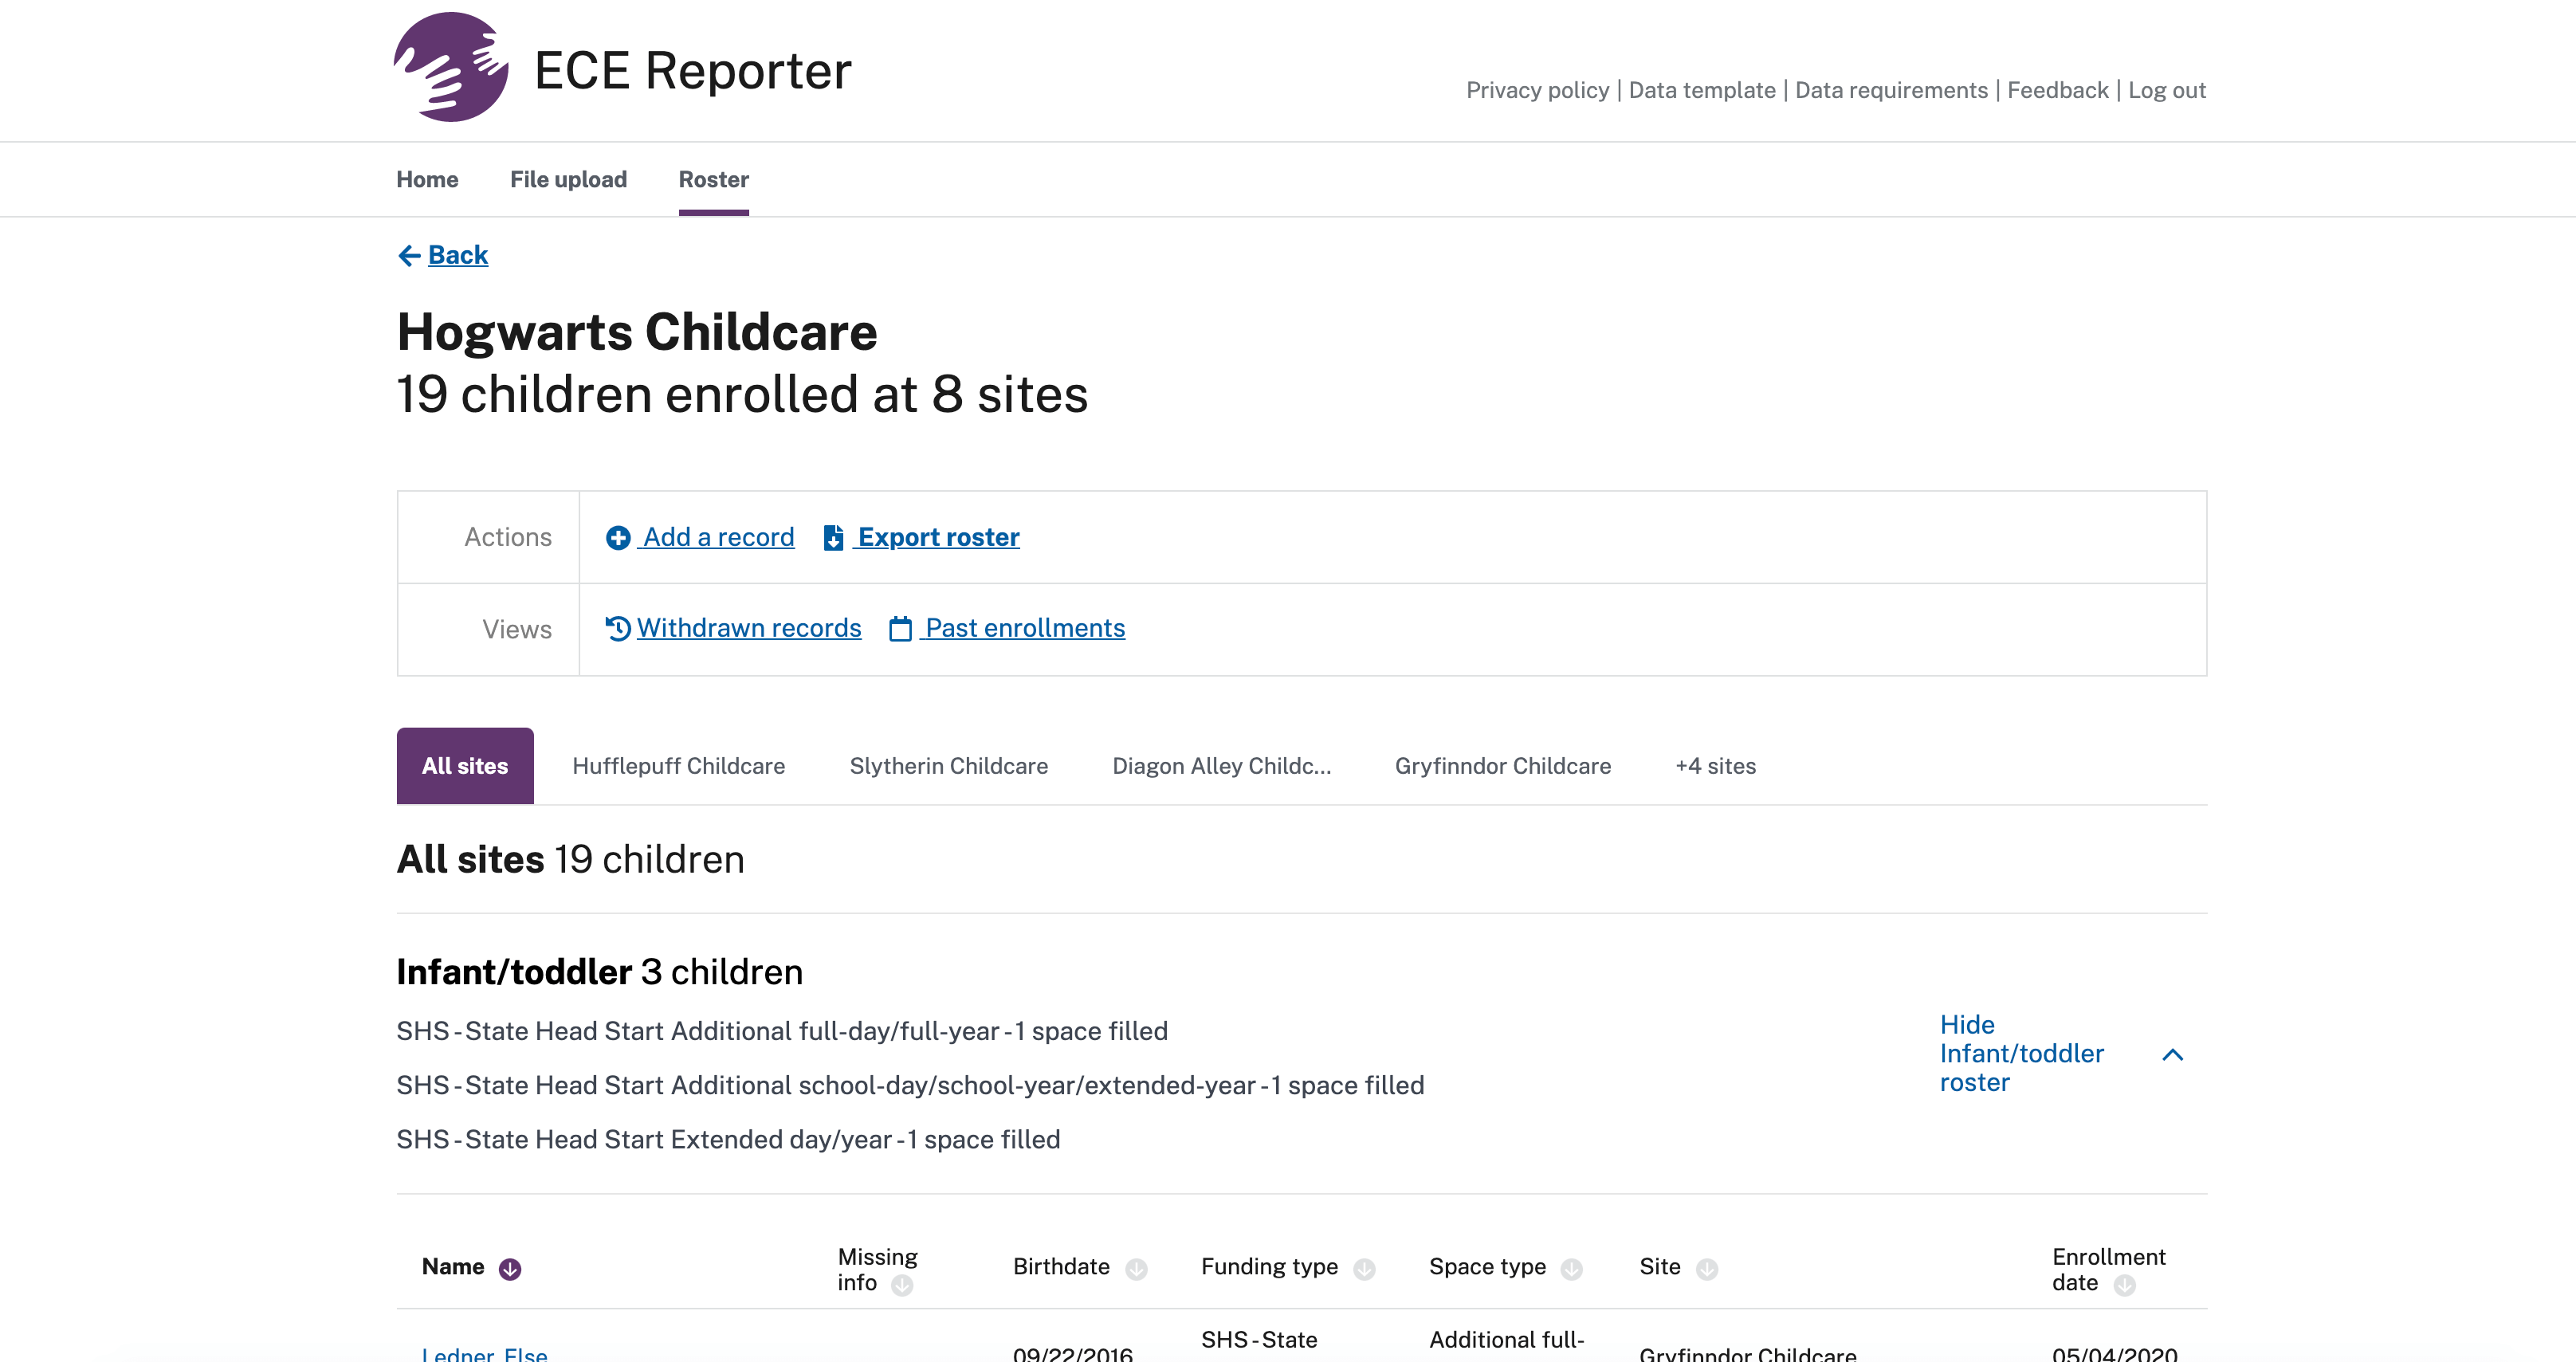 ECE Reporter
Privacy policy | Data template | Data requirements | Feedback | Log out
Home File upload Roster
Back
Hogwarts Childcare
19 children enrolled at 8 sites
Actions Add a record Export roster
Views Withdrawn records Past enrollments
All sites Hufflepuff Childcare Slytherin Childcare Diagon Alley Childc... Gryfinndor Childcare +4 sites
All sites 19 children
Infant/toddler 3 children
SHS - State Head Start Additional full-day/full-year - 1 space filled
SHS - State Head Start Additional school-day/school-year/extended-year - 1 space filled
SHS - State Head Start Extended day/year - 1 space filled
Hide
Infant/toddler
roster
Name Missing info Birthdate Funding type Space type Site Enrollment date
Ledner, Else 09/22/2016 SHS - State Additional full- Gryfinndor Childcare 05/04/2020